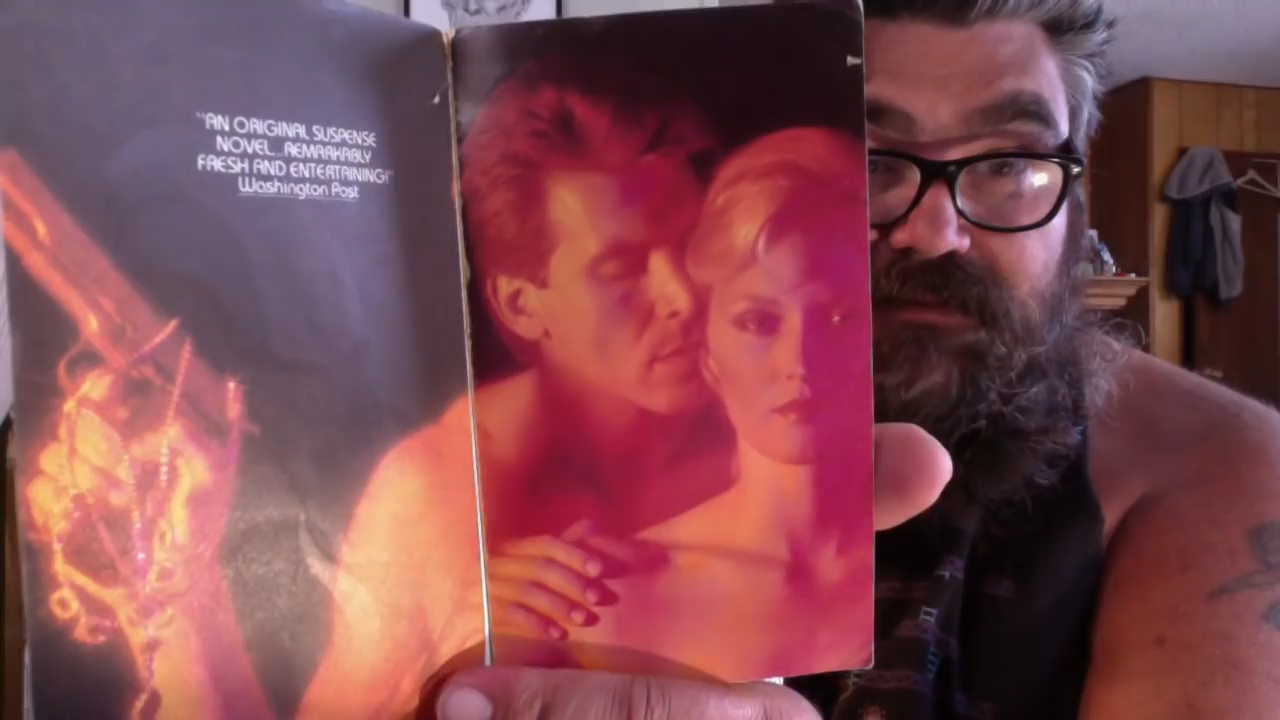 "AN ORIGINAL SUSPENSE
NOVEL...REMARKABLY
FRESH AND ENTERTAINING!"
Washington Post